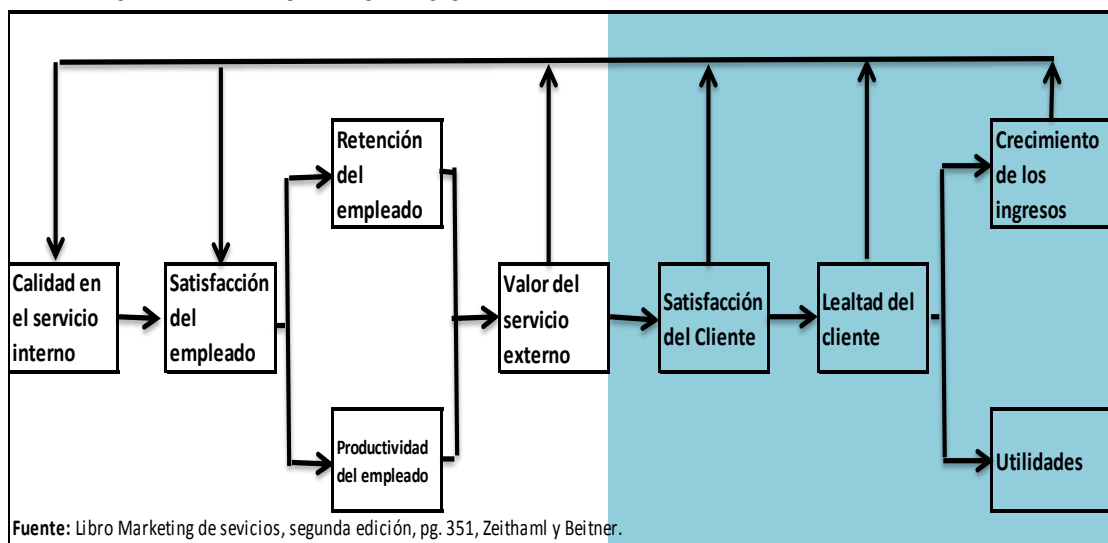 Retención
del
empleado
Crecimiento
de los
ingresos
Calidad en
el servicio
interno
Satisfacción
del
empleado
Valor del
servicio
externo
Satisfacción
del Cliente
Lealtad del
cliente
Productividad
del empleado
Utilidades
Fuente: Libro Marketing de sevicios, segunda edición, pg. 351, Zeithaml y Beitner.